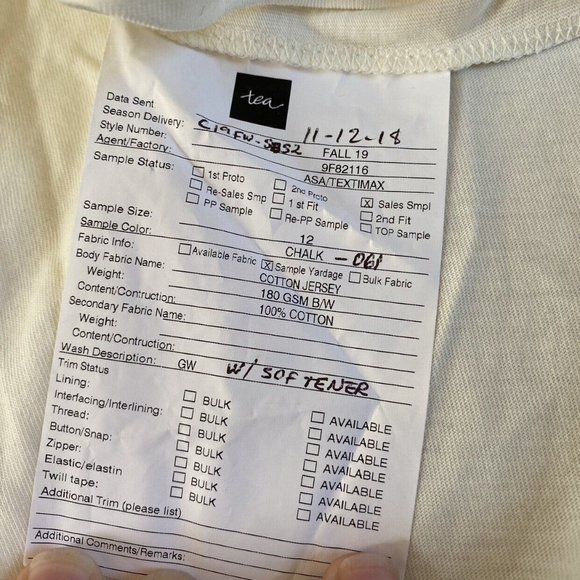 tea
Data Sent 11-12-18
Season Delivery: FALL 19
Style Number: 9F82116
Agent/Factory: ASA/TEXTIMAX
Sample Status: 1st Proto 2nd Proto X Sales Smpl
Re-Sales Smp 1st Fit 2nd Fit
PP Sample Re-PP Sample TOP Sample
Sample Size: 12
Sample Color: CHALK - 061
Fabric Info: Available Fabric X Sample Yardage Bulk Fabric
Body Fabric Name: COTTON JERSEY
Weight: 180 GSM B/W
Content/Contruction: 100% COTTON
Secondary Fabric Name:
Weight:
Content/Contruction:
Wash Description: GW W/ SOFTENER
Trim Status
Lining: BULK AVAILABLE
Interfacing/Interlining: BULK AVAILABLE
Thread: BULK AVAILABLE
Button/Snap: BULK AVAILABLE
Zipper: BULK AVAILABLE
Elastic/elastin BULK AVAILABLE
Twill tape: BULK AVAILABLE
Additional Trim (please list)
Additional Comments/Remarks: